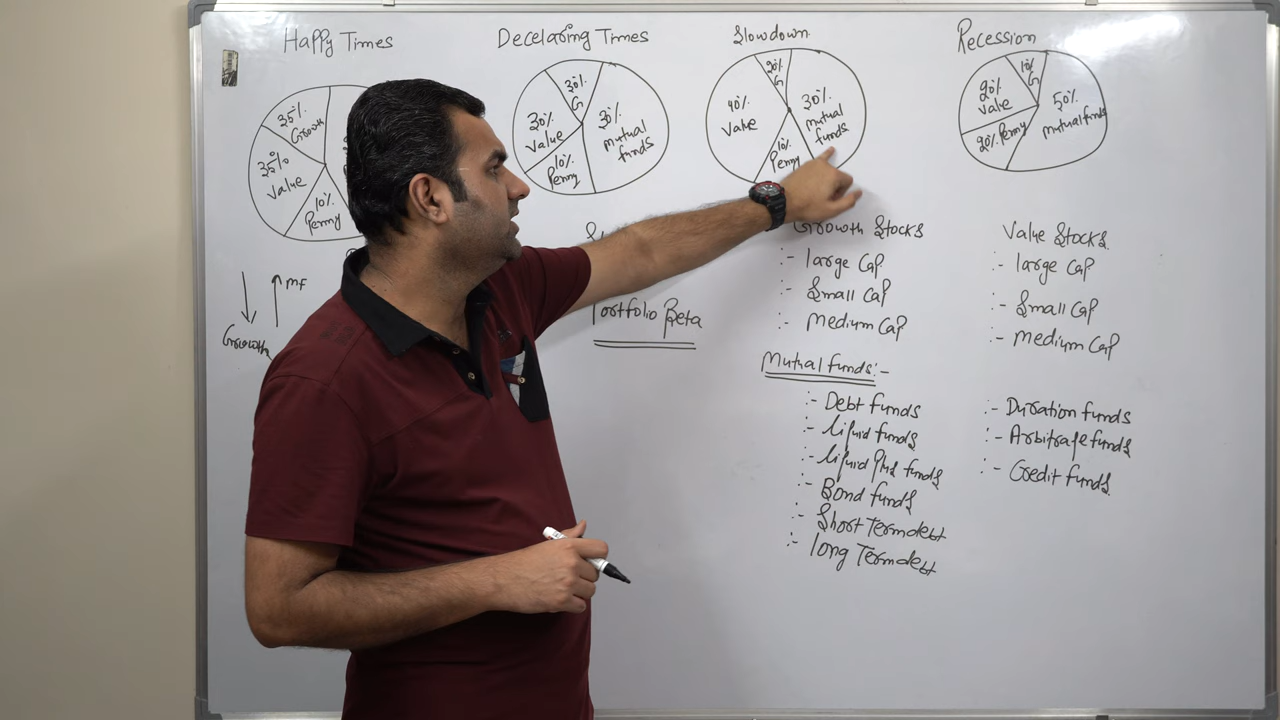 Happy Times
35%
Growth
35%
Value
10%
Penny
↓ ↑ MF
Growth
Decelaring Times
30%
G
30%
Value
10%
Penny
30%
mutual
funds
Portfolio Beta
Slowdown
20%
G
40%
Value
10%
Penny
30%
mutual
funds
Recession
10%
G
20%
Value
20% Penny
50%
mutual funds
Growth Stocks
:- large Cap
:- Small Cap
:- Medium Cap
Value Stocks
:- large Cap
:- Small Cap
:- Medium Cap
Mutual funds:-
:- Debt funds
:- liquid funds
:- liquid plus funds
:- Bond funds
:- Short Term debt
:- long Term debt
:- Duration funds
:- Arbitrage funds
:- Credit funds